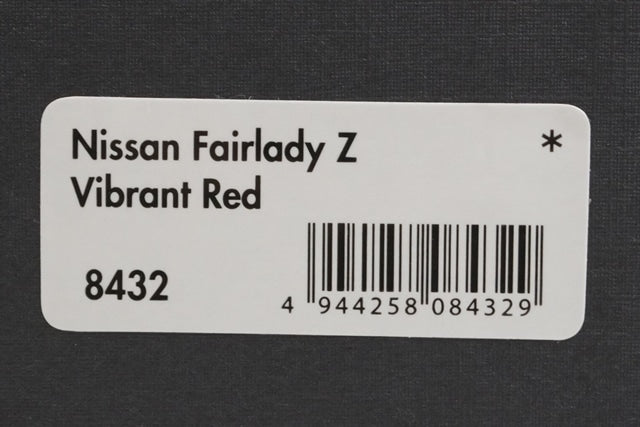 Nissan Fairlady Z *
Vibrant Red
8432
4 944258 084329